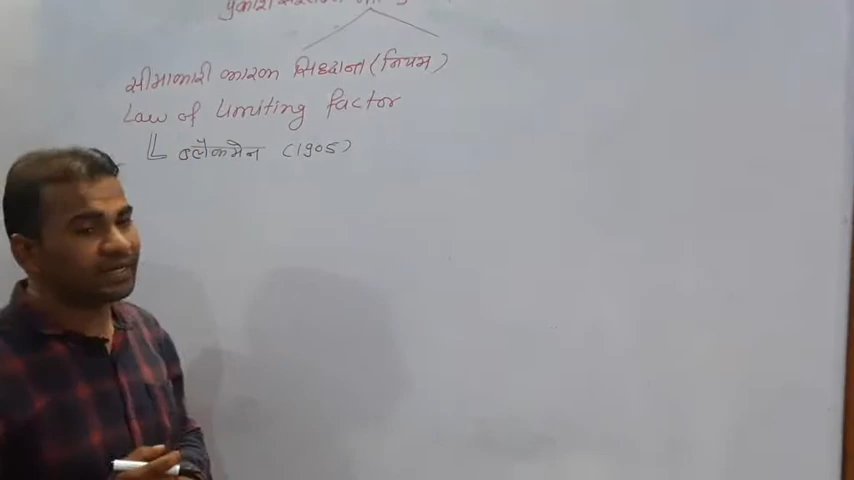 सीमाकारी कारक सिद्धान्त (नियम)
Law of Limiting factor
ब्लैकमैन (1905)